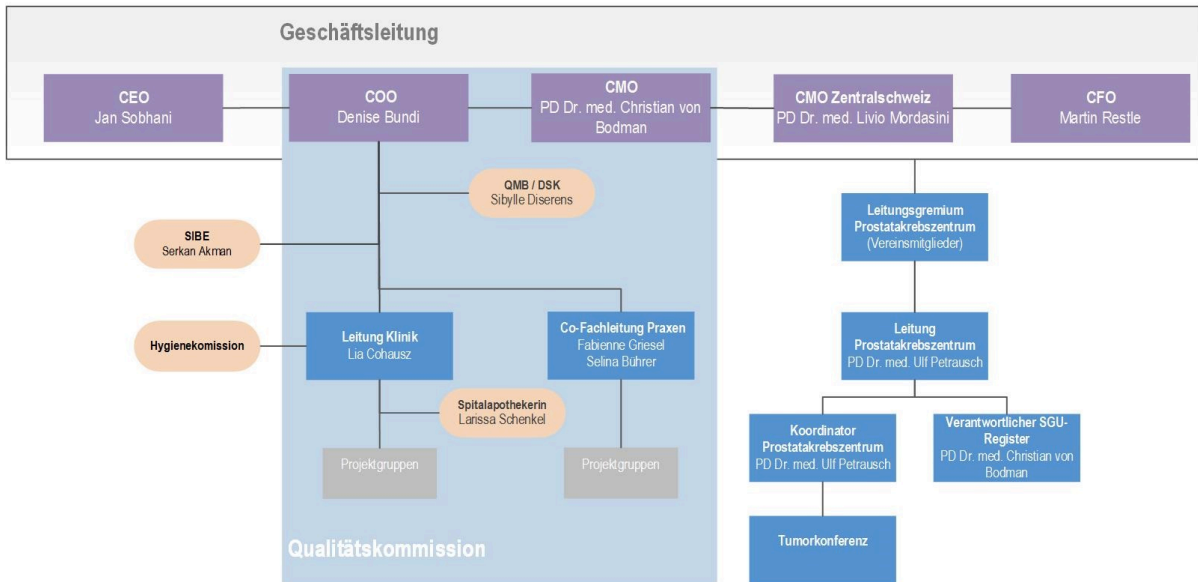 Geschäftsleitung
CEO
Jan Sobhani
COO
Denise Bundi
CMO
PD Dr. med. Christian von
Bodman
CMO Zentralschweiz
PD Dr. med. Livio Mordasini
CFO
Martin Restle
QMB / DSK
Sibylle Diserens
SIBE
Serkan Akman
Leitungsgremium
Prostatakrebszentrum
(Vereinsmitglieder)
Hygienekomission
Leitung Klinik
Lia Cohausz
Co-Fachleitung Praxen
Fabienne Griesel
Selina Bührer
Leitung
Prostatakrebszentrum
PD Dr. med. Ulf Petrausch
Spitalapothekerin
Larissa Schenkel
Projektgruppen
Projektgruppen
Koordinator
Prostatakrebszentrum
PD Dr. med. Ulf Petrausch
Verantwortlicher SGU-
Register
PD Dr. med. Christian von
Bodman
Tumorkonferenz
Qualitätskommission